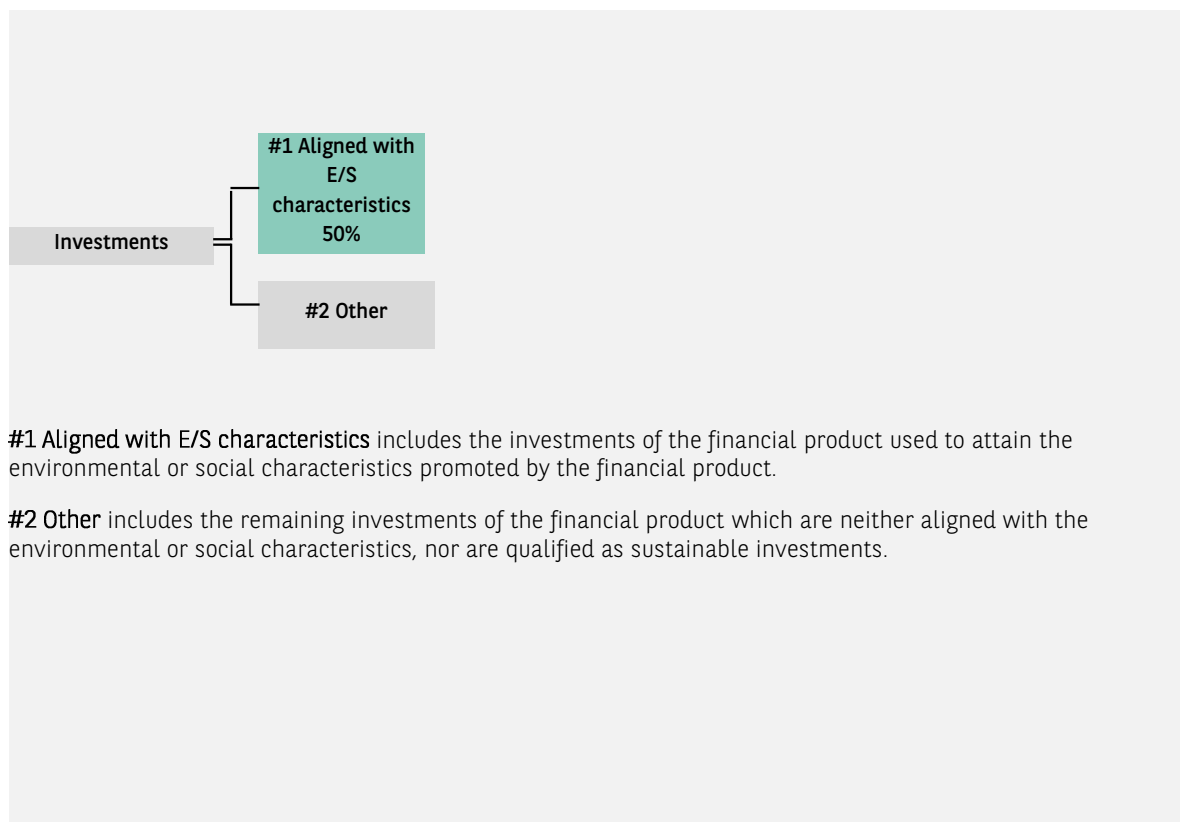 #1 Aligned with
E/S
characteristics
50%
Investments
#2 Other
#1 Aligned with E/S characteristics includes the investments of the financial product used to attain the
environmental or social characteristics promoted by the financial product.
#2 Other includes the remaining investments of the financial product which are neither aligned with the
environmental or social characteristics, nor are qualified as sustainable investments.